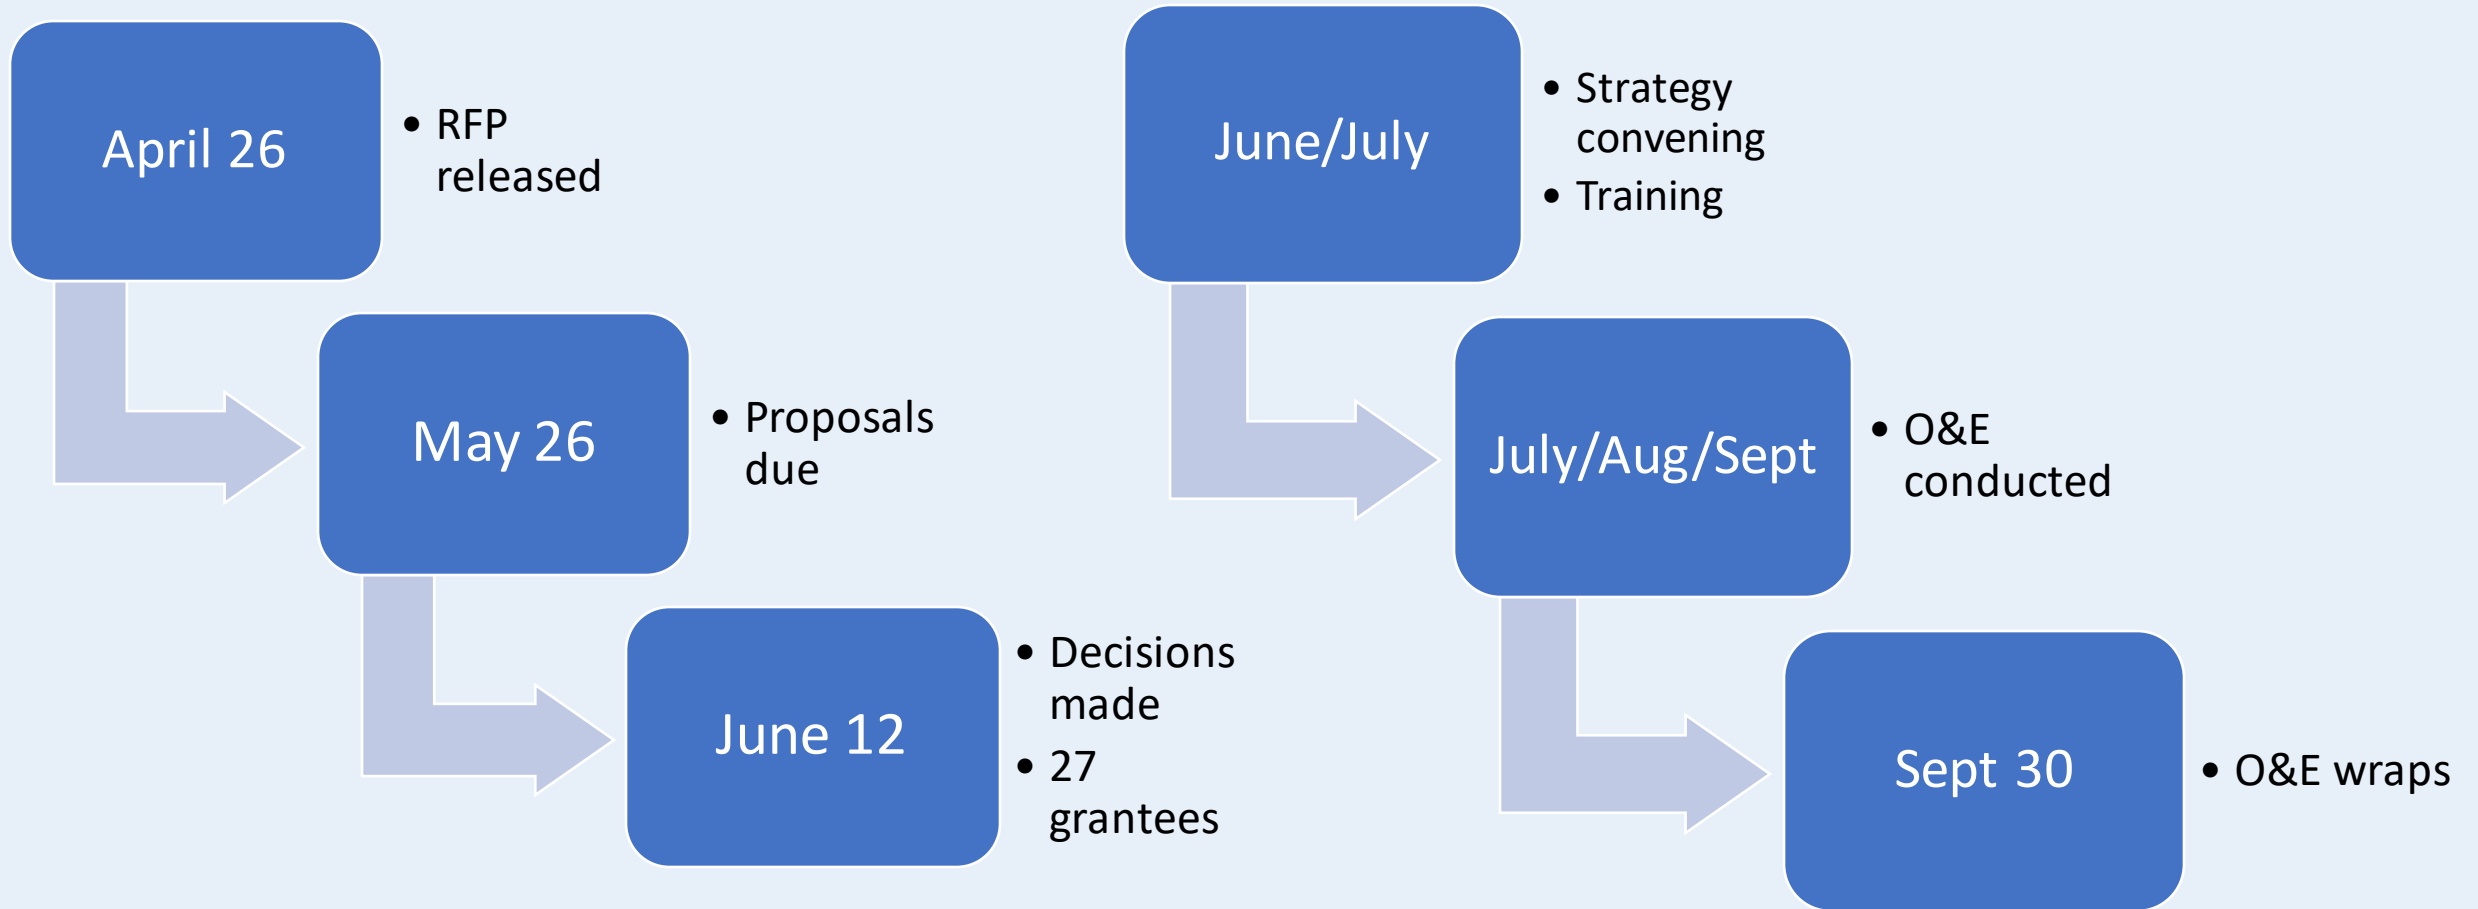 April 26
• RFP
released
May 26
• Proposals
due
June 12
• Decisions
made
• 27
grantees
June/July
• Strategy
convening
• Training
July/Aug/Sept
• O&E
conducted
Sept 30
• O&E wraps